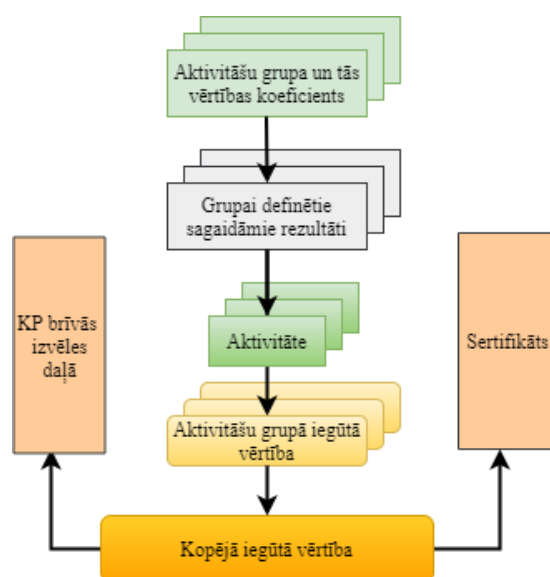 Aktivitāšu grupa un tās
vērtības koeficients
Grupai definētie
sagaidāmie rezultāti
KP brīvās
izvēles
daļā
Aktivitāte
Sertifikāts
Aktivitāšu grupā iegūtā
vērtība
Kopējā iegūtā vērtība